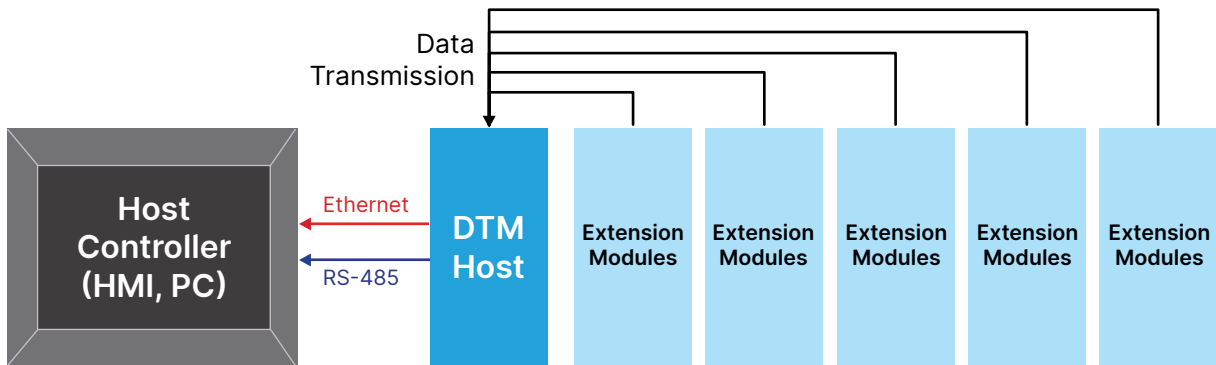 Data
Transmission
Host
Controller
(HMI, PC)
Ethernet
RS-485
DTM
Host
Extension
Modules
Extension
Modules
Extension
Modules
Extension
Modules
Extension
Modules